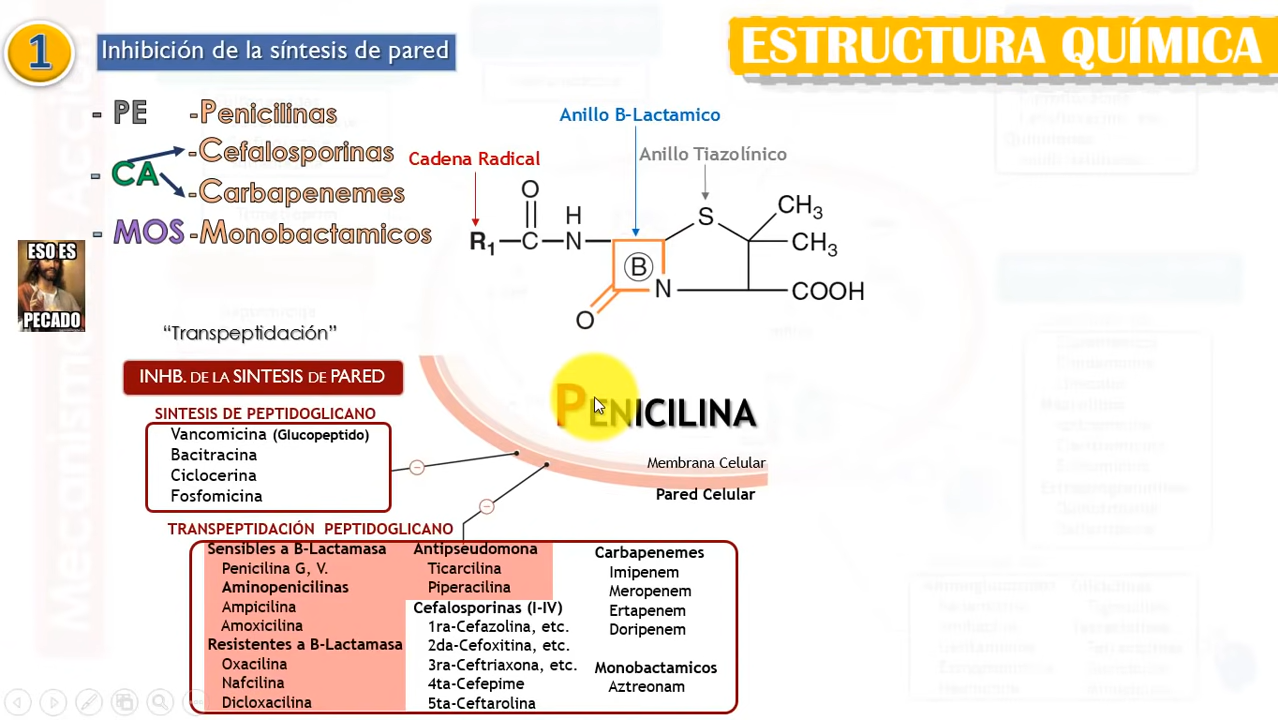 1
Inhibición de la síntesis de pared
ESTRUCTURA QUÍMICA
- PE -Penicilinas
- CA -Cefalosporinas
-Carbapenemes
- MOS -Monobactamicos
ESO ES
PECADO
Anillo B-Lactamico
Anillo Tiazolínico
Cadena Radical
O
H
R1
C
N
S
CH3
CH3
B
N
COOH
O
“Transpeptidación”
INHB. DE LA SINTESIS DE PARED
SINTESIS DE PEPTIDOGLICANO
Vancomicina (Glucopeptido)
Bacitracina
Ciclocerina
Fosfomicina
PENICILINA
Membrana Celular
Pared Celular
TRANSPEPTIDACIÓN PEPTIDOGLICANO
Sensibles a B-Lactamasa
Penicilina G, V.
Aminopenicilinas
Ampicilina
Amoxicilina
Resistentes a B-Lactamasa
Oxacilina
Nafcilina
Dicloxacilina
Antipseudomona
Ticarcilina
Piperacilina
Cefalosporinas (I-IV)
1ra-Cefazolina, etc.
2da-Cefoxitina, etc.
3ra-Ceftriaxona, etc.
4ta-Cefepime
5ta-Ceftarolina
Carbapenemes
Imipenem
Meropenem
Ertapenem
Doripenem
Monobactamicos
Aztreonam